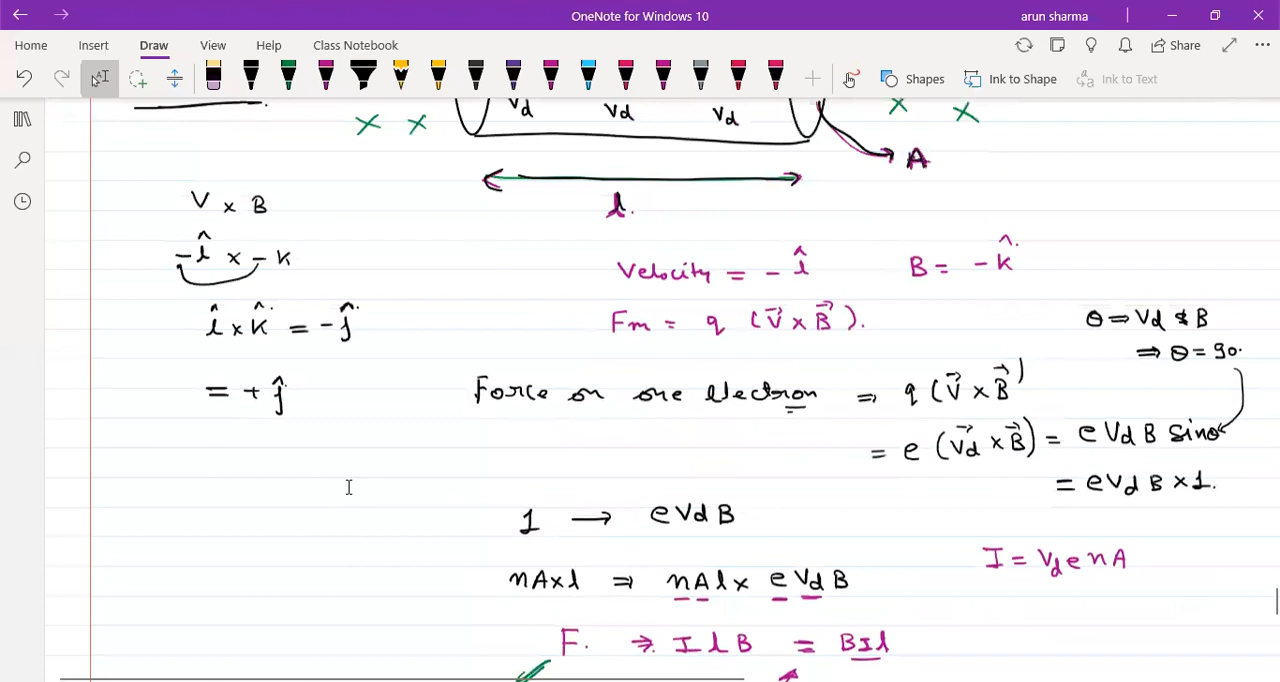 OneNote for Windows 10
arun sharma
Home Insert Draw View Help Class Notebook
Share
Shapes Ink to Shape Ink to Text
Vd Vd Vd
x x x x
A
l.
V x B
-î x - k
Velocity = - î B = - k̂
î x k̂ = - ĵ
Fm = q (V⃗ x B⃗).
θ ⇒ Vd & B
⇒ θ = 90.
= + ĵ
Force on one electron ⇒ q (V⃗ x B⃗)
= e (V⃗d x B⃗) = e Vd B Sinθ
= e Vd B x 1.
1 → e Vd B
I = Vd e n A
nAxl ⇒ nAl x e Vd B
F. ⇒ I l B = BIl